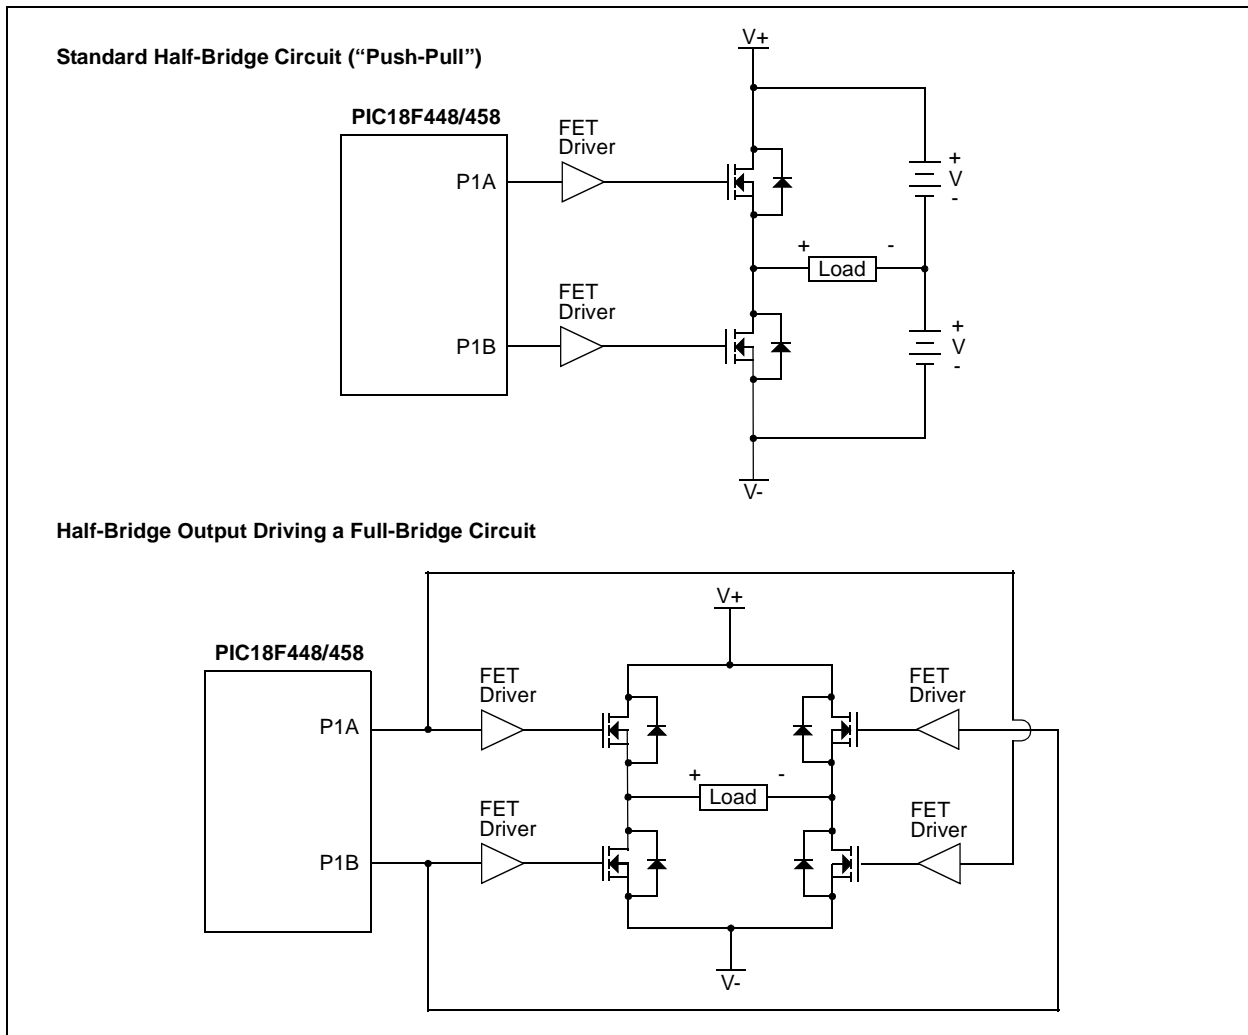 Standard Half-Bridge Circuit (“Push-Pull”)
V+
PIC18F448/458
FET
Driver
P1A
+
V
-
+ -
Load
FET
Driver
P1B
+
V
-
V-
Half-Bridge Output Driving a Full-Bridge Circuit
V+
PIC18F448/458
FET
Driver
FET
Driver
P1A
+ -
Load
FET
Driver
FET
Driver
P1B
V-